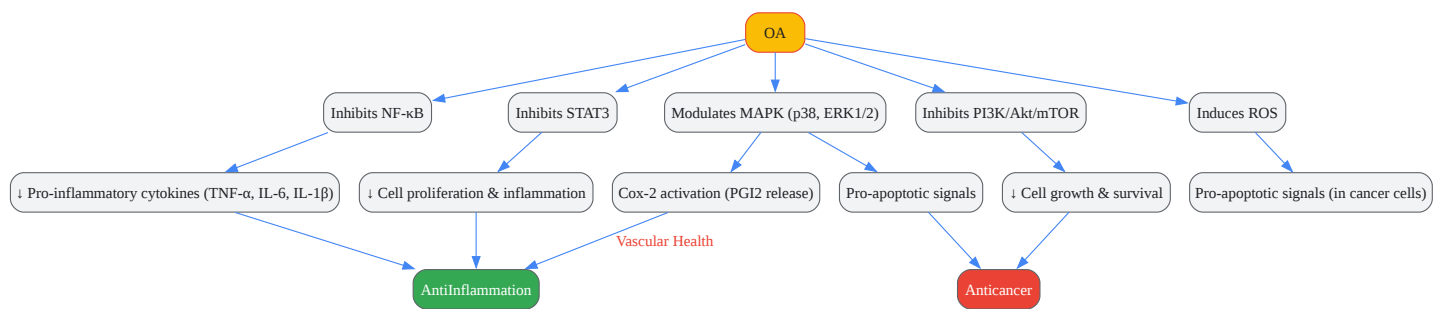 OA
Inhibits NF-κB
Inhibits STAT3
Modulates MAPK (p38, ERK1/2)
Inhibits PI3K/Akt/mTOR
Induces ROS
↓ Pro-inflammatory cytokines (TNF-α, IL-6, IL-1β)
↓ Cell proliferation & inflammation
Cox-2 activation (PGI2 release)
Pro-apoptotic signals
↓ Cell growth & survival
Pro-apoptotic signals (in cancer cells)
Vascular Health
AntiInflammation
Anticancer